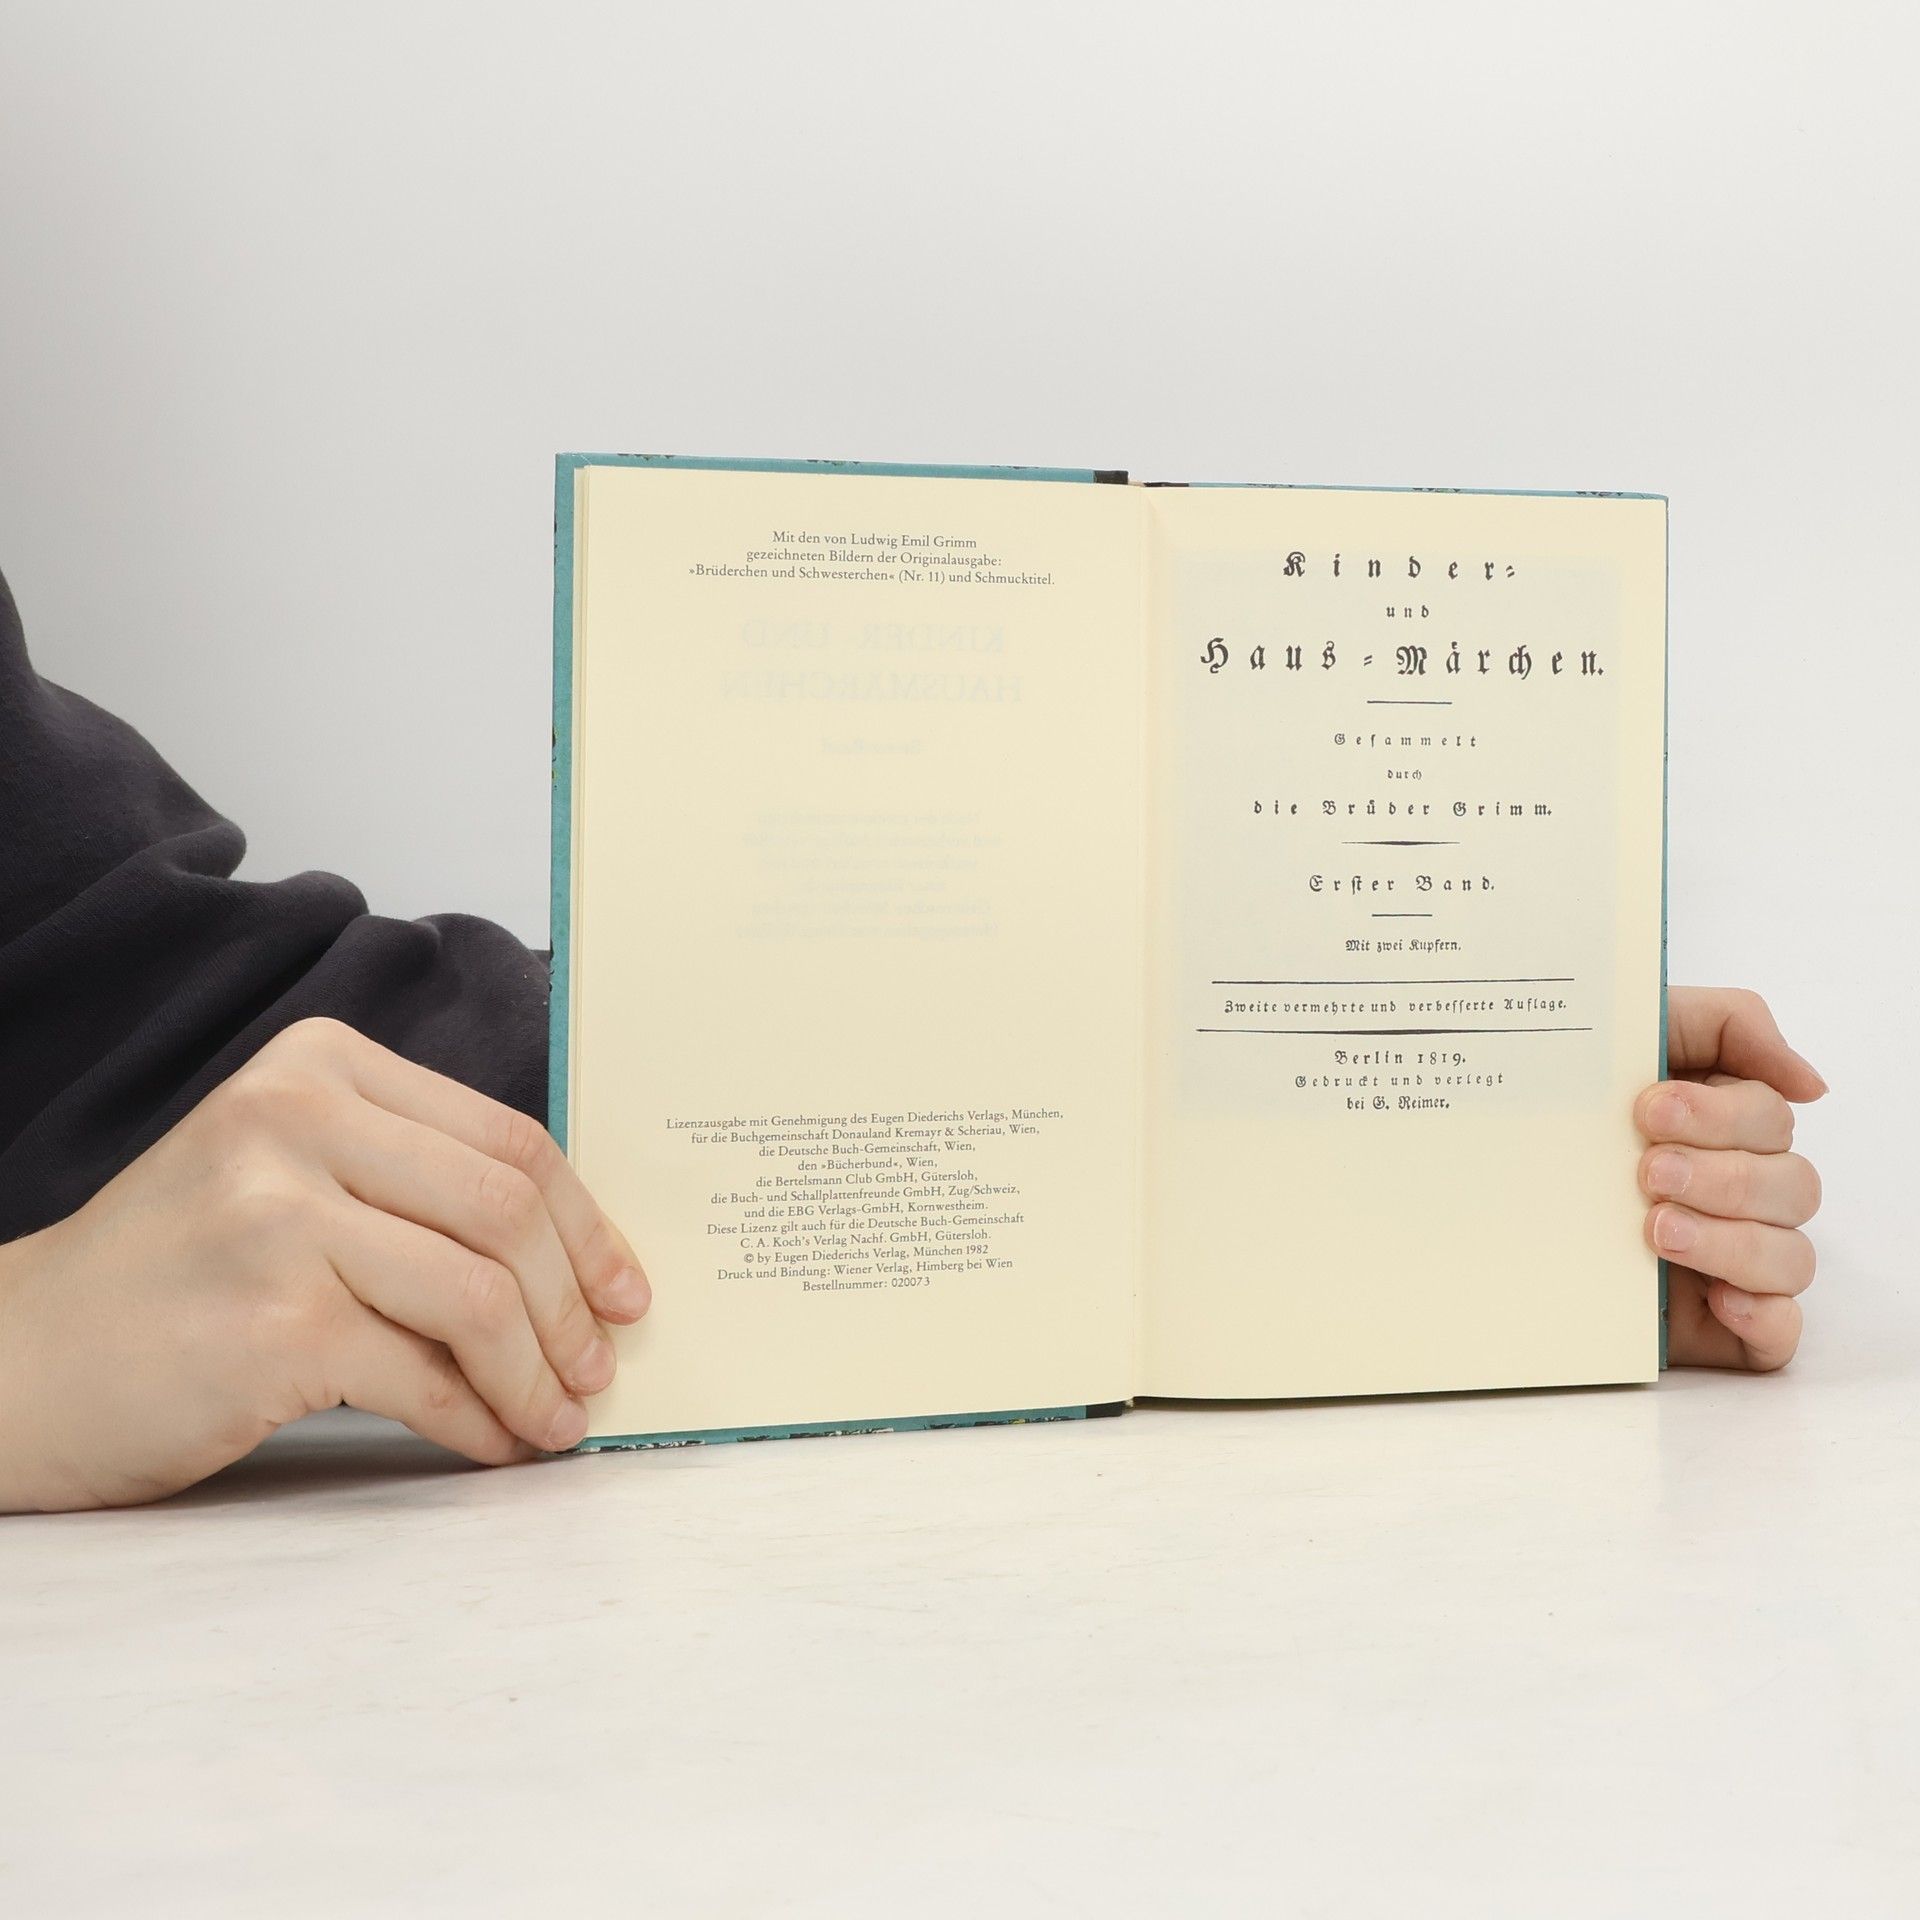 Mit den von Ludwig Emil Grimm
gezeichneten Bildern der Originalausgabe:
»Brüderchen und Schwesterchen« (Nr. 11) und Schmucktitel.
Lizenzausgabe mit Genehmigung des Eugen Diederichs Verlags, München,
für die Buchgemeinschaft Donauland Kremayr & Scheriau, Wien,
die Deutsche Buch-Gemeinschaft, Wien,
den »Bücherbund«, Wien,
die Bertelsmann Club GmbH, Gütersloh,
die Buch- und Schallplattenfreunde GmbH, Zug/Schweiz,
und die EBG Verlags-GmbH, Kornwestheim.
Diese Lizenz gilt auch für die Deutsche Buch-Gemeinschaft
C. A. Koch's Verlag Nachf. GmbH, Gütersloh.
© by Eugen Diederichs Verlag, München 1982
Druck und Bindung: Wiener Verlag, Himberg bei Wien
Bestellnummer: 020073
Kinder-
und
Haus-Märchen.
Gesammelt
durch
die Brüder Grimm.
Erster Band.
Mit zwei Kupfern.
Zweite vermehrte und verbesserte Auflage.
Berlin 1819.
Gedruckt und verlegt
bei G. Reimer.